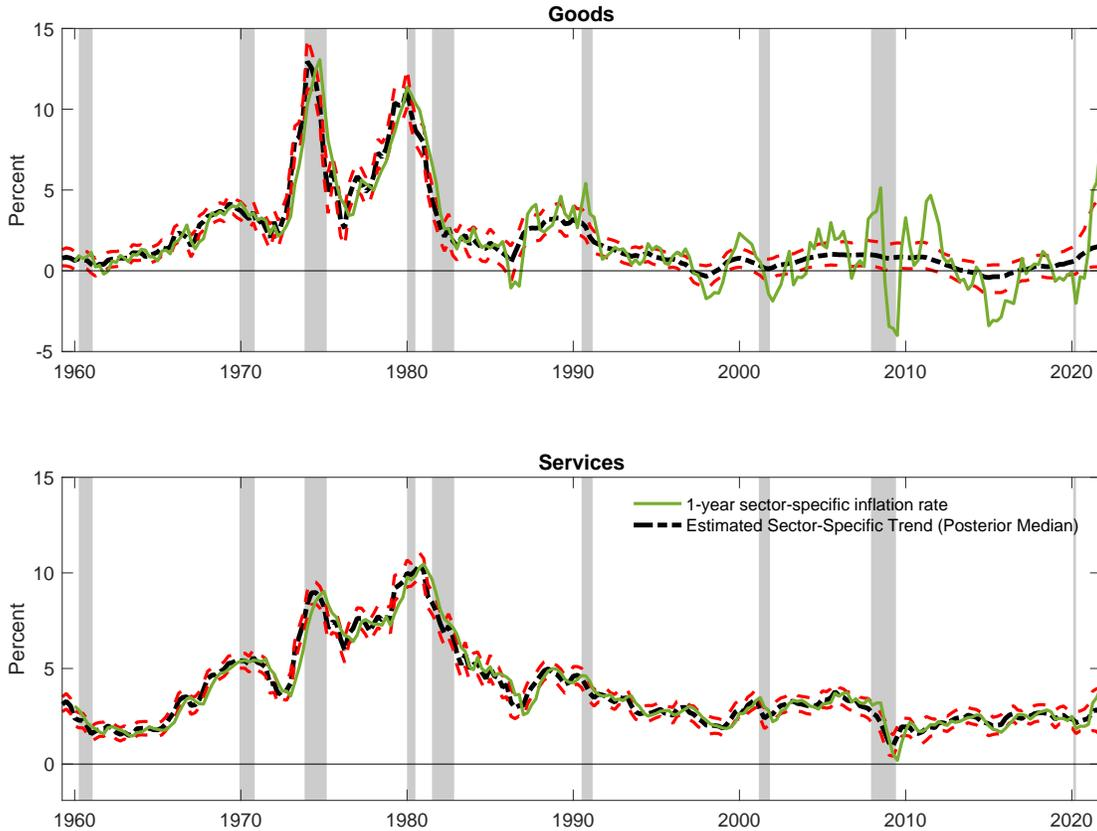 Goods
15
10
5
0
-5
Percent
1960 1970 1980 1990 2000 2010 2020
Services
15
10
5
0
Percent
1-year sector-specific inflation rate
Estimated Sector-Specific Trend (Posterior Median)
1960 1970 1980 1990 2000 2010 2020